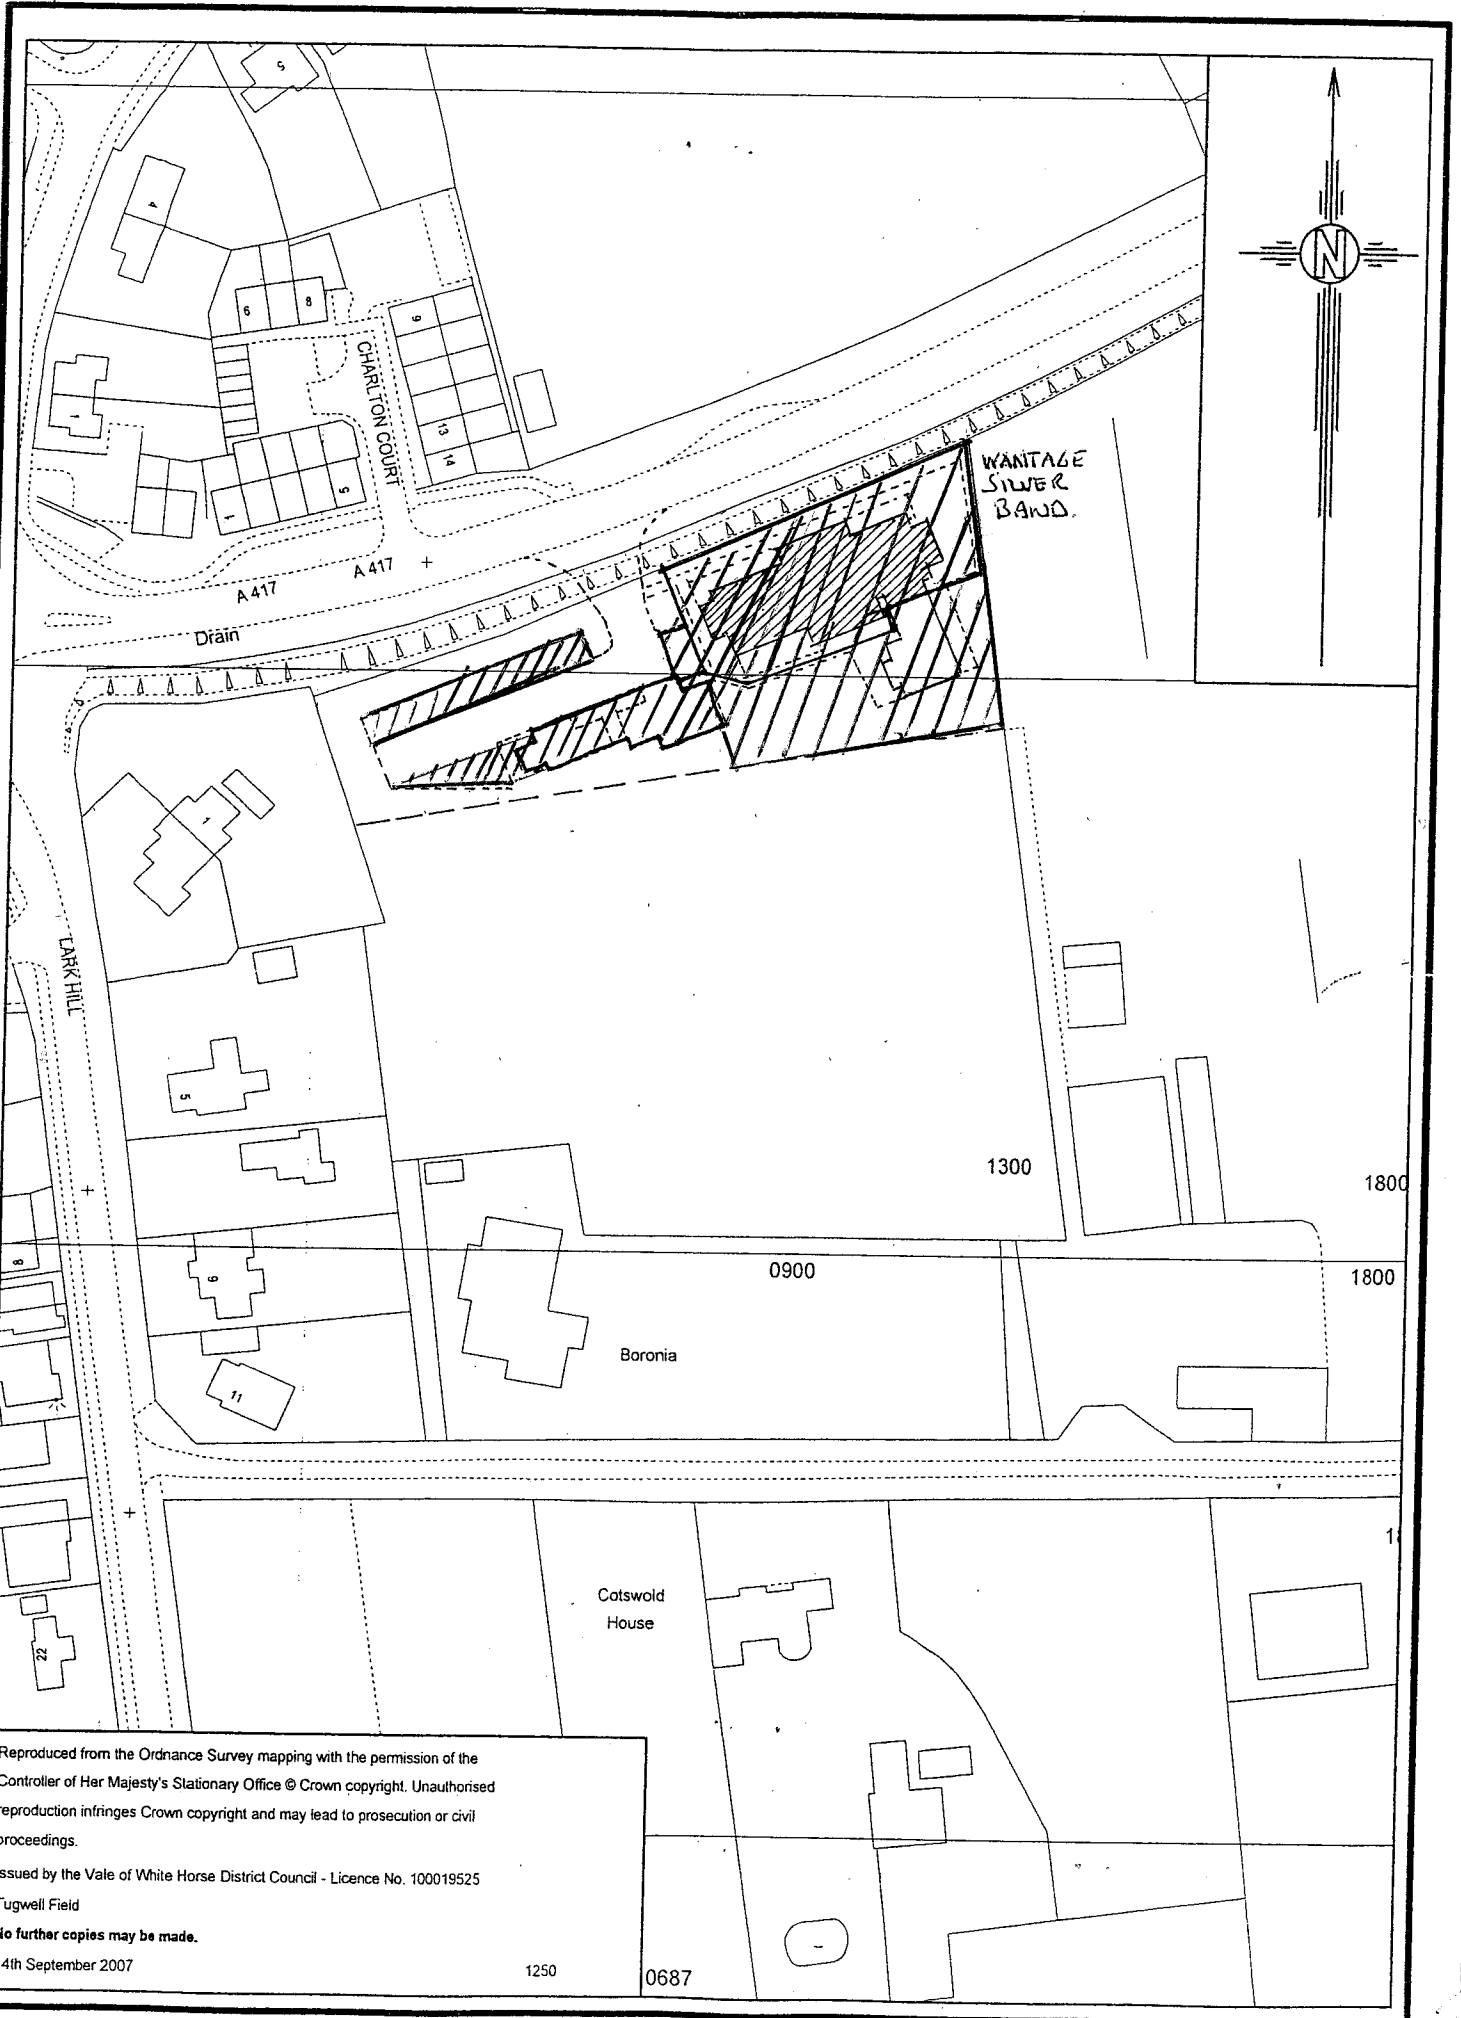 5
4
6
8
9
CHARLTON COURT
1
13
14
WANTAGE
SILVER
BAND.
5
1
A 417
A 417
Drain
N
1
LARK HILL
5
1300
1800
8
9
0900
1800
Boronia
11
Cotswold
House
22
Reproduced from the Ordnance Survey mapping with the permission of the
Controller of Her Majesty's Stationary Office © Crown copyright. Unauthorised
reproduction infringes Crown copyright and may lead to prosecution or civil
proceedings.
ssued by the Vale of White Horse District Council - Licence No. 100019525
Tugwell Field
No further copies may be made.
4th September 2007
1250
0687